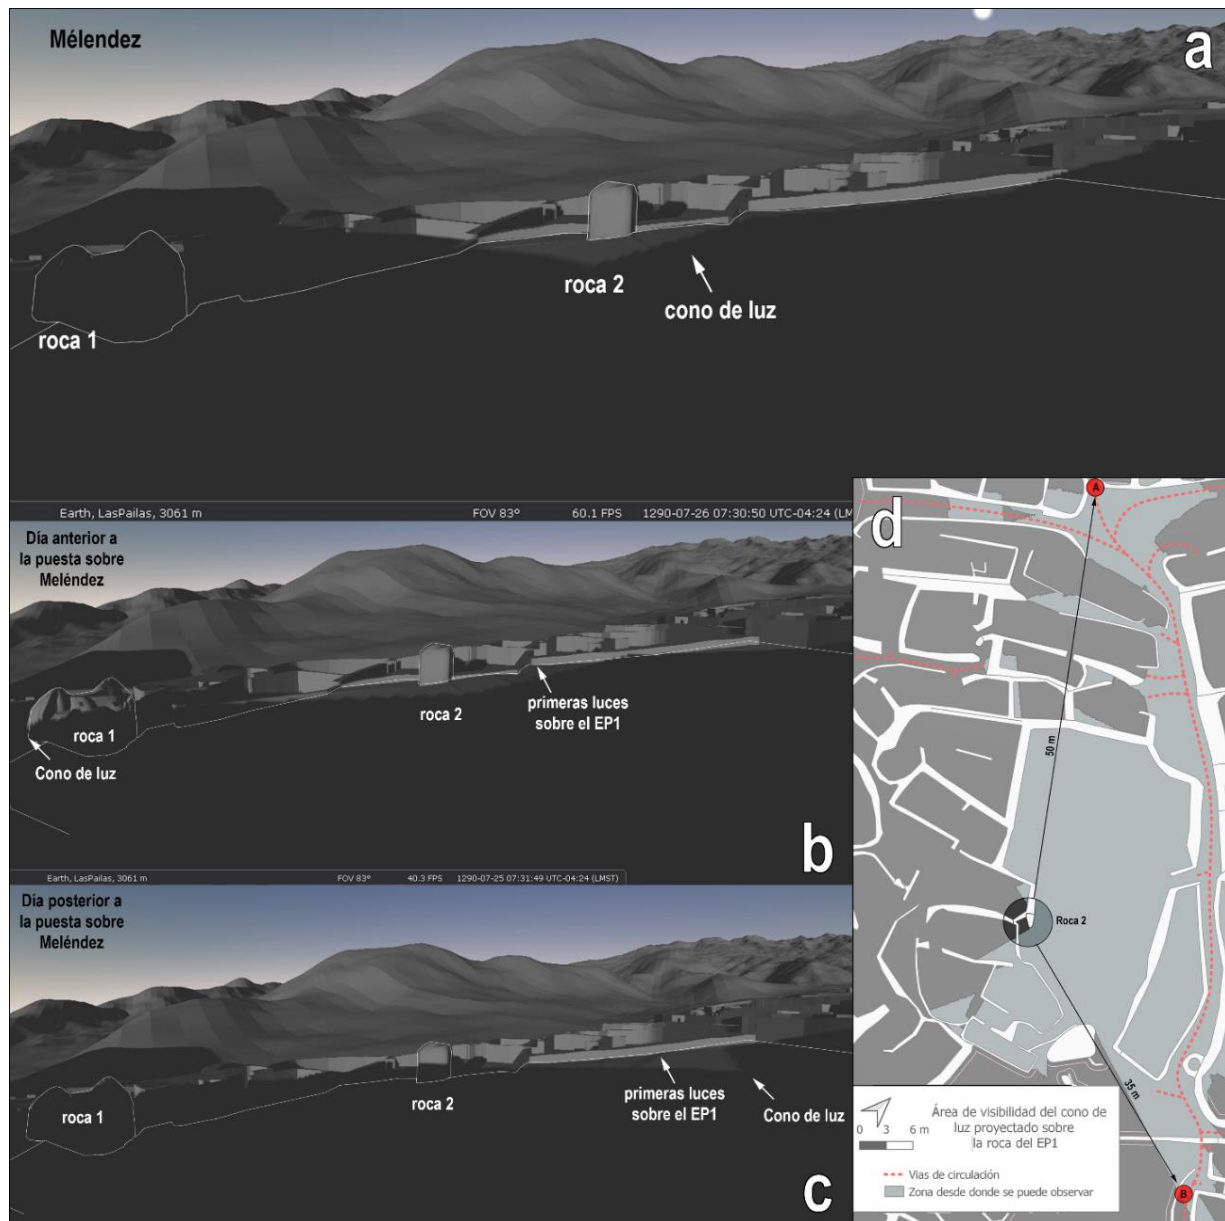 Mélendez
a
roca 2
cono de luz
roca 1
Earth, LasPailas, 3061 m
FOV 83º
60.1 FPS
1290-07-26 07:30:50 UTC-04:24 (LM
Día anterior a
la puesta sobre
Meléndez
primeras luces
sobre el EP1
roca 2
roca 1
Cono de luz
b
Earth, LasPailas, 3061 m
FOV 83º
40.3 FPS
1290-07-25 07:31:49 UTC-04:24 (LMST)
Día posterior a
la puesta sobre
Meléndez
roca 1
roca 2
primeras luces
sobre el EP1
Cono de luz
c
d
A
50 m
Roca 2
35 m
B
0 3 6 m
Área de visibilidad del cono de
luz proyectado sobre
la roca del EP1
Vias de circulación
Zona desde donde se puede observar